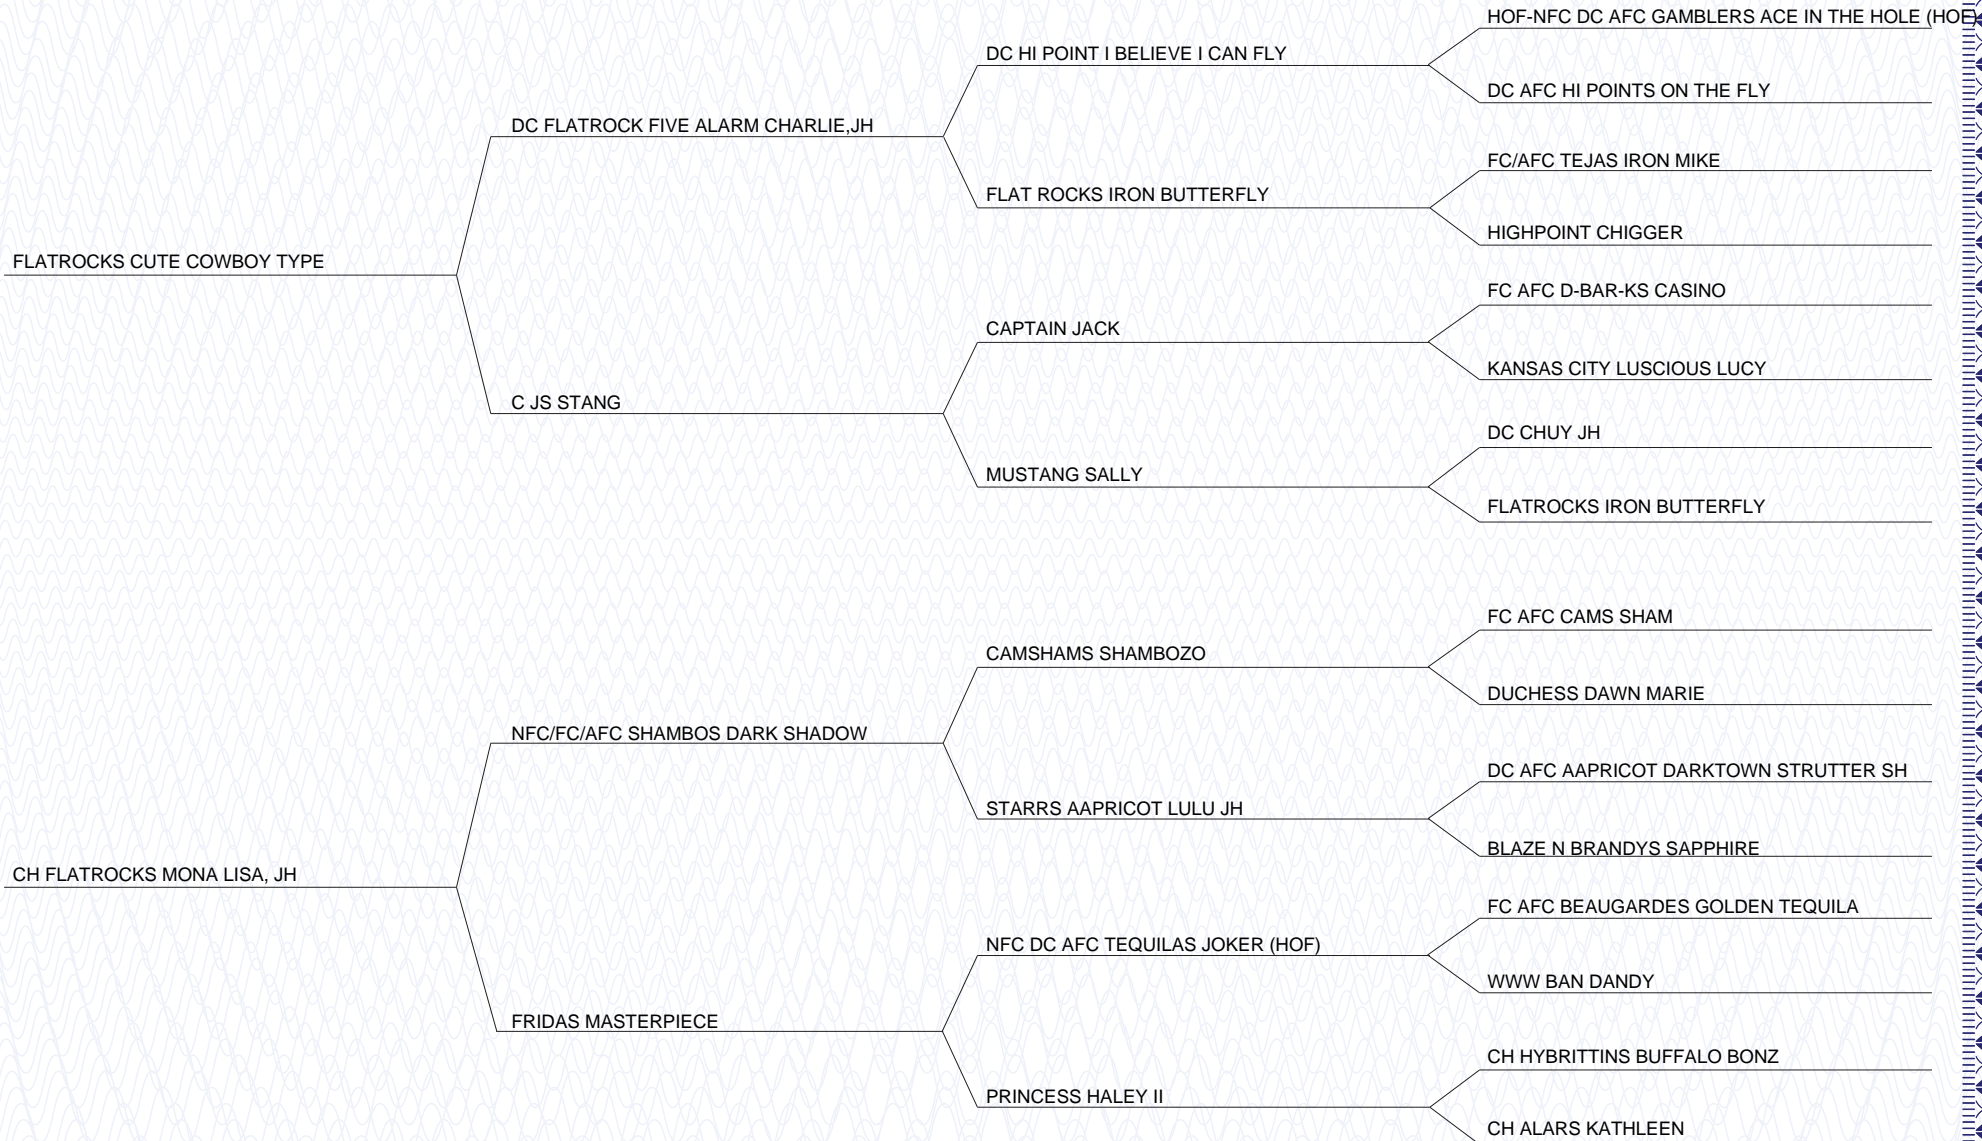 HOF-NFC DC AFC GAMBLERS ACE IN THE HOLE (HOF)
DC HI POINT I BELIEVE I CAN FLY
DC AFC HI POINTS ON THE FLY
DC FLATROCK FIVE ALARM CHARLIE,JH
FC/AFC TEJAS IRON MIKE
FLAT ROCKS IRON BUTTERFLY
HIGHPOINT CHIGGER
FLATROCKS CUTE COWBOY TYPE
FC AFC D-BAR-KS CASINO
CAPTAIN JACK
KANSAS CITY LUSCIOUS LUCY
C JS STANG
DC CHUY JH
MUSTANG SALLY
FLATROCKS IRON BUTTERFLY
FC AFC CAMS SHAM
CAMSHAMS SHAMBOZO
DUCHESS DAWN MARIE
NFC/FC/AFC SHAMBOS DARK SHADOW
DC AFC AAPRICOT DARKTOWN STRUTTER SH
STARRS AAPRICOT LULU JH
BLAZE N BRANDYS SAPPHIRE
CH FLATROCKS MONA LISA, JH
FC AFC BEAUGARDES GOLDEN TEQUILA
NFC DC AFC TEQUILAS JOKER (HOF)
WWW BAN DANDY
FRIDAS MASTERPIECE
CH HYBRITTINS BUFFALO BONZ
PRINCESS HALEY II
CH ALARS KATHLEEN